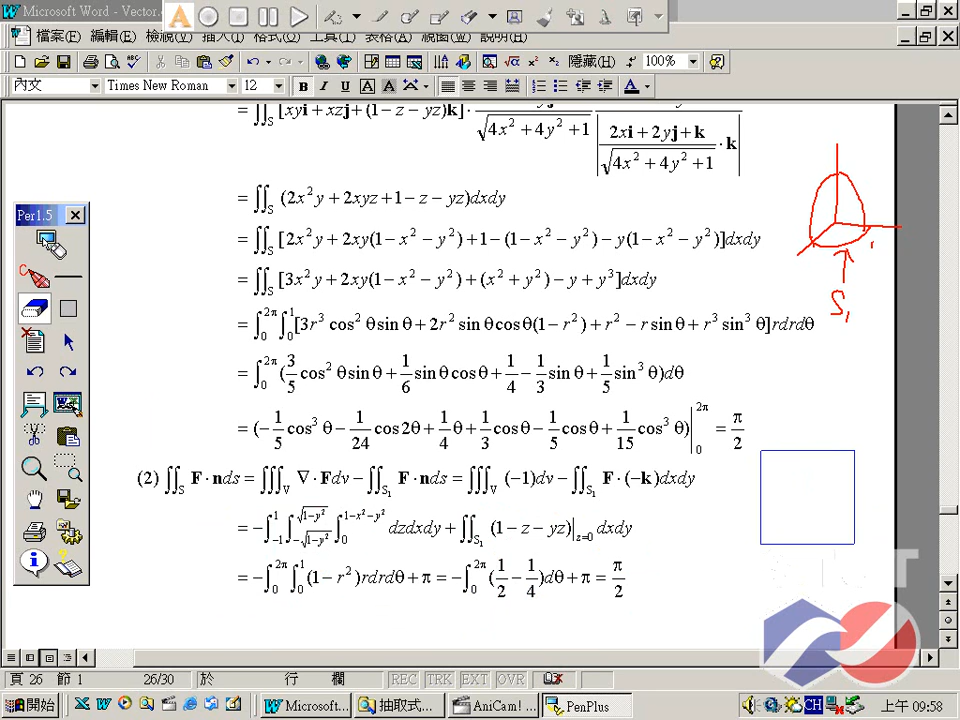 Microsoft Word - Vector.
檔案(F) 編輯(E) 檢視(V) 插入(I) 格式(O) 工具(T) 表格(A) 視窗(W) 說明(H)
隱藏(H) 100%
內文 Times New Roman 12 B I U A A A
= ∬_S [xyi + xzj + (1 − z − yz)k] · √(4x² + 4y² + 1) |(2xi + 2yj + k)/√(4x² + 4y² + 1) · k|
= ∬_S (2x²y + 2xyz + 1 − z − yz)dxdy
= ∬_S [2x²y + 2xy(1 − x² − y²) + 1 − (1 − x² − y²) − y(1 − x² − y²)]dxdy
= ∬_S [3x²y + 2xy(1 − x² − y²) + (x² + y²) − y + y³]dxdy
= ∫_0^{2π} ∫_0^1 [3r³ cos² θ sin θ + 2r² sin θ cos θ(1 − r²) + r² − r sin θ + r³ sin³ θ]rdrdθ
= ∫_0^{2π} (3/5 cos² θ sin θ + 1/6 sin θ cos θ + 1/4 − 1/3 sin θ + 1/5 sin³ θ)dθ
= (−1/5 cos³ θ − 1/24 cos 2θ + 1/4 θ + 1/3 cos θ − 1/5 cos θ + 1/15 cos³ θ)|_0^{2π} = π/2
(2) ∬_S F · nds = ∭_V ∇ · Fdv − ∬_{S₁} F · nds = ∭_V (−1)dv − ∬_{S₁} F · (−k)dxdy
= −∫_{−1}^1 ∫_{−√(1−y²)}^{√(1−y²)} ∫_0^{1−x²−y²} dzdxdy + ∬_{S₁} (1 − z − yz)|_{z=0} dxdy
= −∫_0^{2π} ∫_0^1 (1 − r²)rdrdθ + π = −∫_0^{2π} (1/2 − 1/4)dθ + π = π/2
S₁
Per1.5
頁 26 節 1 26/30 於 行 欄 REC TRK EXT OVR
開始 Microsoft... 抽取式... AniCam! ... PenPlus CH 上午 09:58